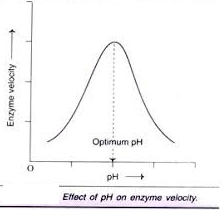 Enzyme velocity
Optimum pH
O
pH
Effect of pH on enzyme velocity.